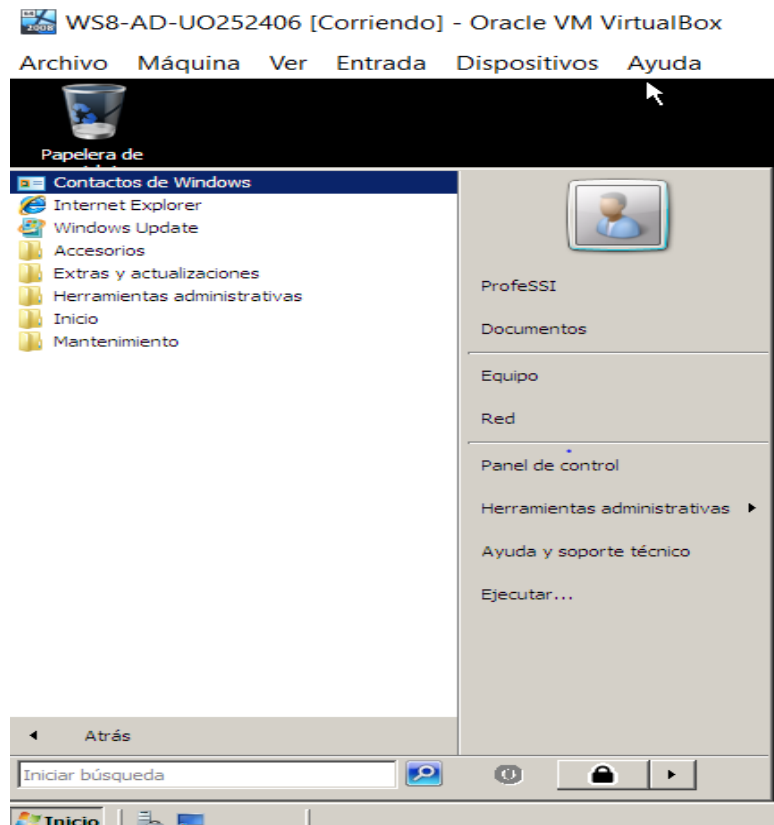 WS8-AD-UO252406 [Corriendo] - Oracle VM VirtualBox
Archivo Máquina Ver Entrada Dispositivos Ayuda
Papelera de
Contactos de Windows
Internet Explorer
Windows Update
Accesorios
Extras y actualizaciones
Herramientas administrativas
Inicio
Mantenimiento
ProfeSSI
Documentos
Equipo
Red
Panel de control
Herramientas administrativas
Ayuda y soporte técnico
Ejecutar...
Atrás
Iniciar búsqueda
Inicio